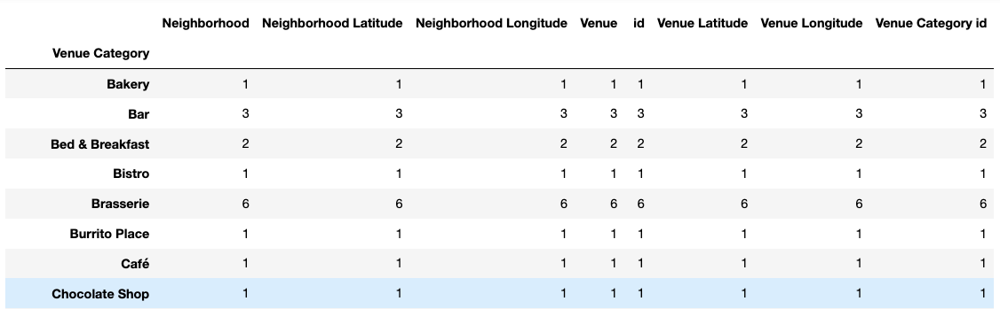 Neighborhood Neighborhood Latitude Neighborhood Longitude Venue id Venue Latitude Venue Longitude Venue Category id
Venue Category
Bakery 1 1 1 1 1 1 1 1
Bar 3 3 3 3 3 3 3 3
Bed & Breakfast 2 2 2 2 2 2 2 2
Bistro 1 1 1 1 1 1 1 1
Brasserie 6 6 6 6 6 6 6 6
Burrito Place 1 1 1 1 1 1 1 1
Café 1 1 1 1 1 1 1 1
Chocolate Shop 1 1 1 1 1 1 1 1